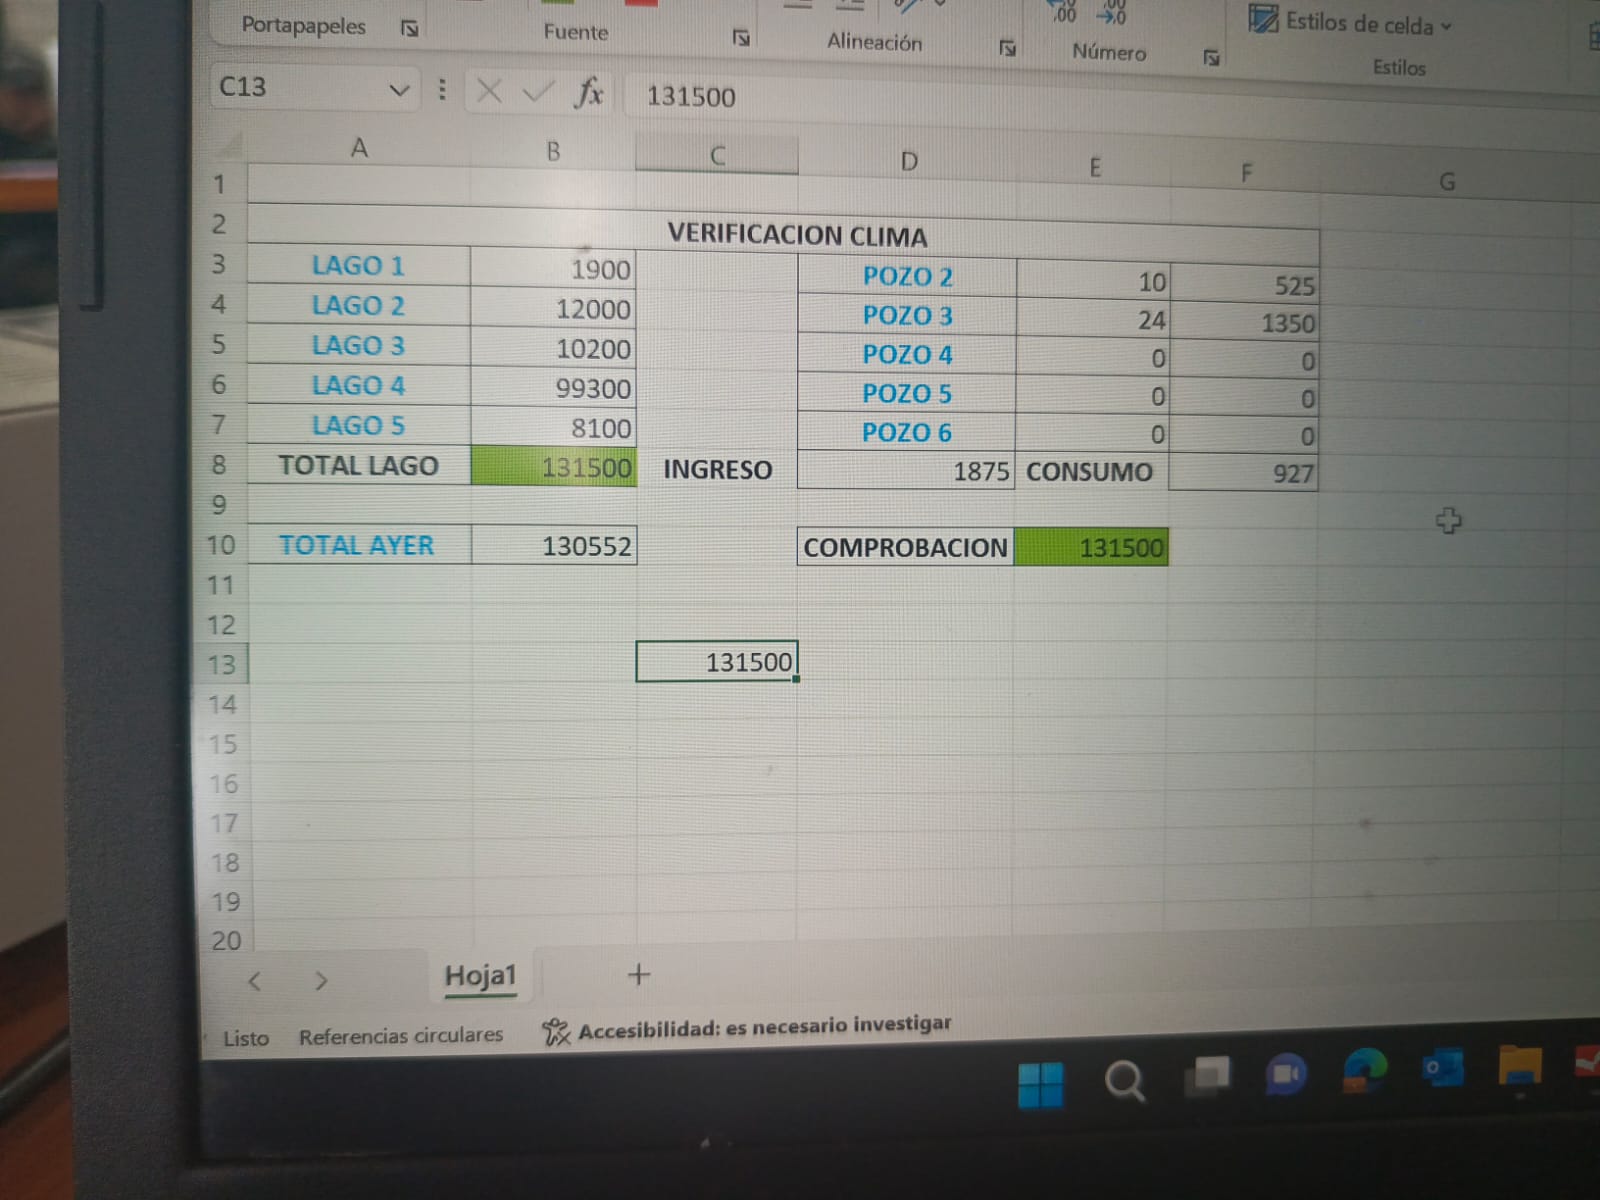 Portapapeles Fuente Alineación Número Estilos de celda Estilos
C13 fx 131500
A B C D E F G
1
2 VERIFICACION CLIMA
3 LAGO 1 1900 POZO 2 10 525
4 LAGO 2 12000 POZO 3 24 1350
5 LAGO 3 10200 POZO 4 0 0
6 LAGO 4 99300 POZO 5 0 0
7 LAGO 5 8100 POZO 6 0 0
8 TOTAL LAGO 131500 INGRESO 1875 CONSUMO 927
9
10 TOTAL AYER 130552 COMPROBACION 131500
11
12
13 131500
14
15
16
17
18
19
20
Hoja1
Listo Referencias circulares Accesibilidad: es necesario investigar